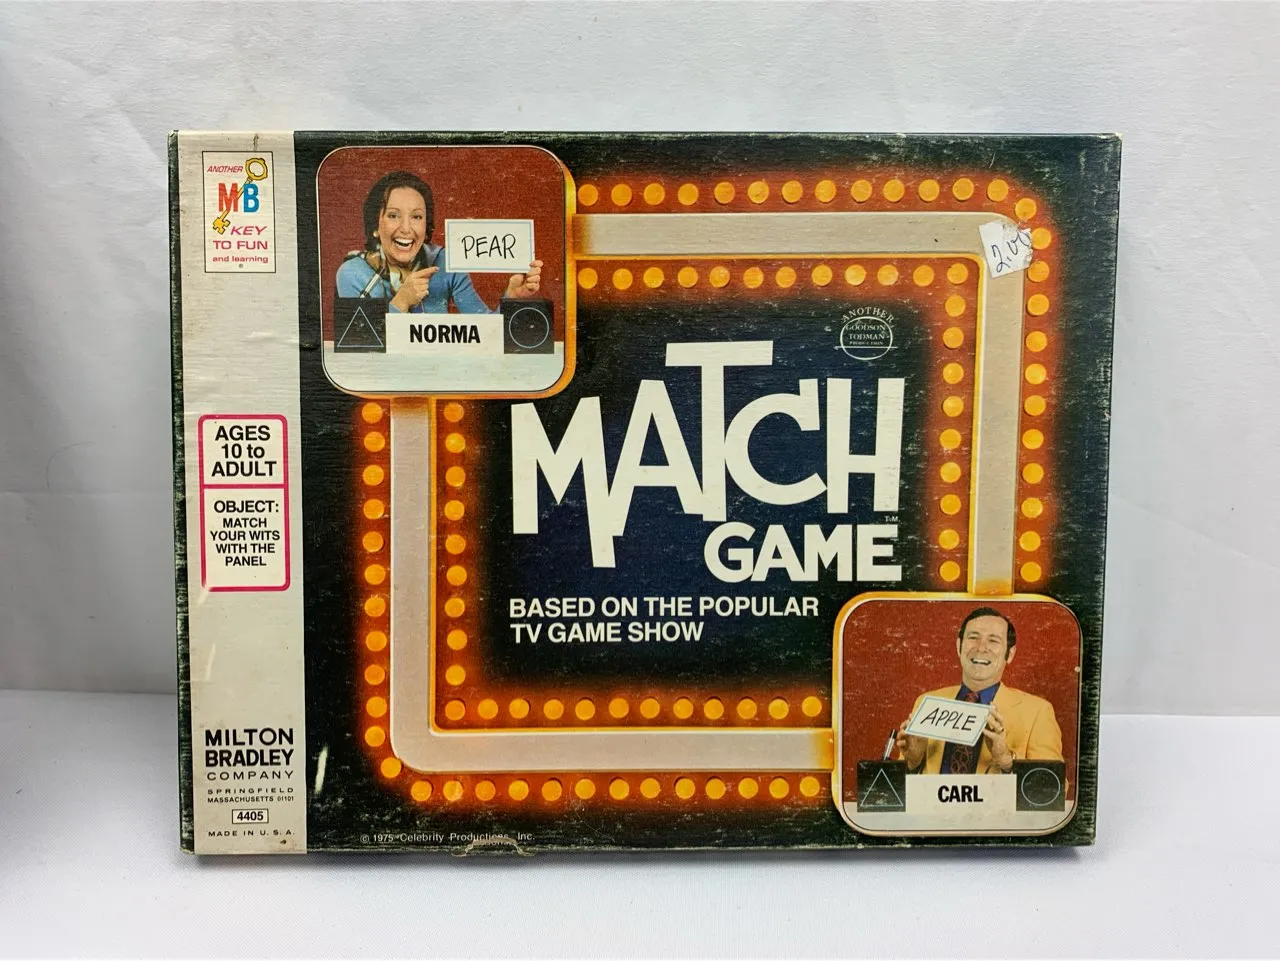 ANOTHER
MB
KEY
TO FUN
and learning
®
AGES
10 to
ADULT
OBJECT:
MATCH
YOUR WITS
WITH THE
PANEL
MILTON
BRADLEY
COMPANY
SPRINGFIELD
MASSACHUSETTS 01101
4405
MADE IN U.S.A.
PEAR
NORMA
ANOTHER
GOODSON
TODMAN
PRODUCTION
MATCH
GAME
T.M.
BASED ON THE POPULAR
TV GAME SHOW
APPLE
CARL
© 1975 Celebrity Productions, Inc.